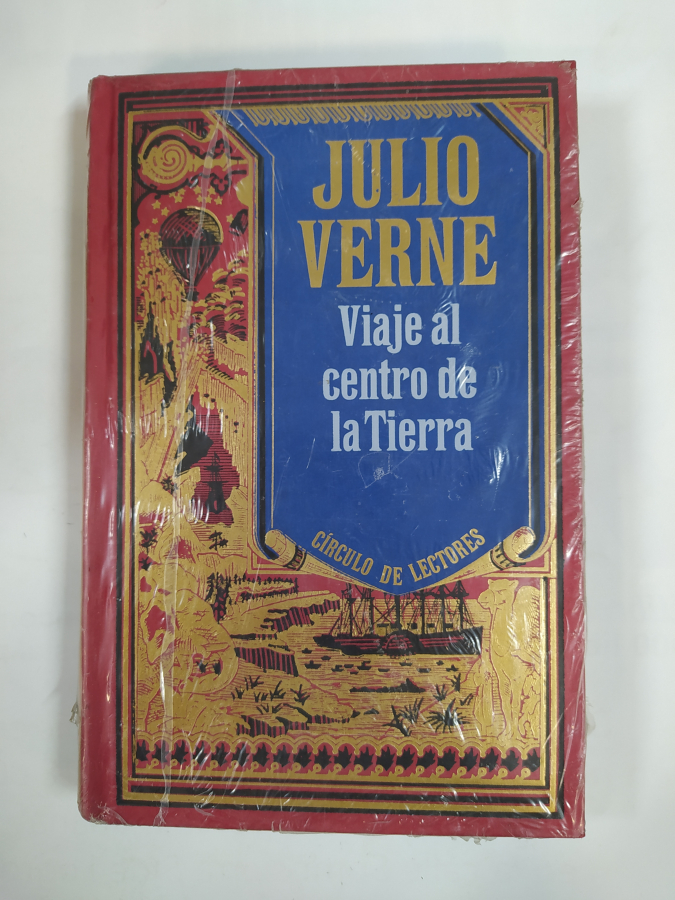 JULIO
VERNE
Viaje al
centro de
la Tierra
CÍRCULO DE LECTORES